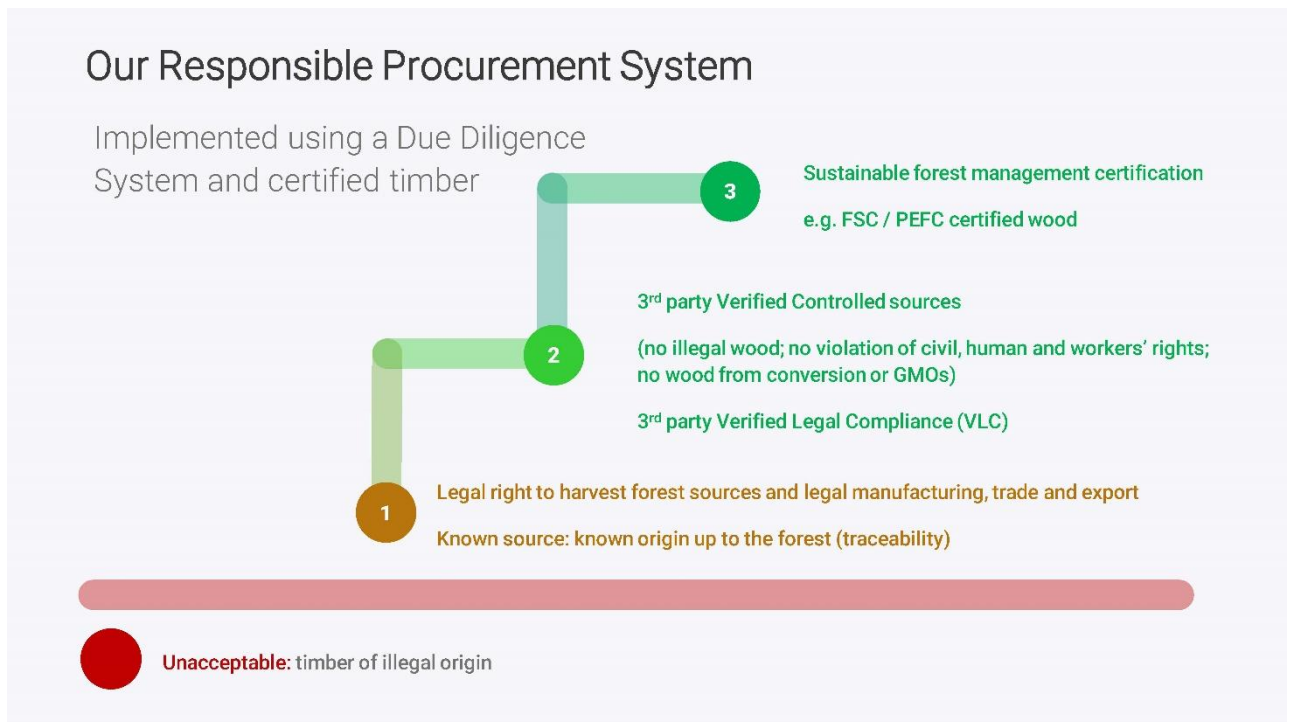 Our Responsible Procurement System
Implemented using a Due Diligence
System and certified timber
3
Sustainable forest management certification
e.g. FSC / PEFC certified wood
2
3rd party Verified Controlled sources
(no illegal wood; no violation of civil, human and workers’ rights;
no wood from conversion or GMOs)
3rd party Verified Legal Compliance (VLC)
1
Legal right to harvest forest sources and legal manufacturing, trade and export
Known source: known origin up to the forest (traceability)
Unacceptable: timber of illegal origin